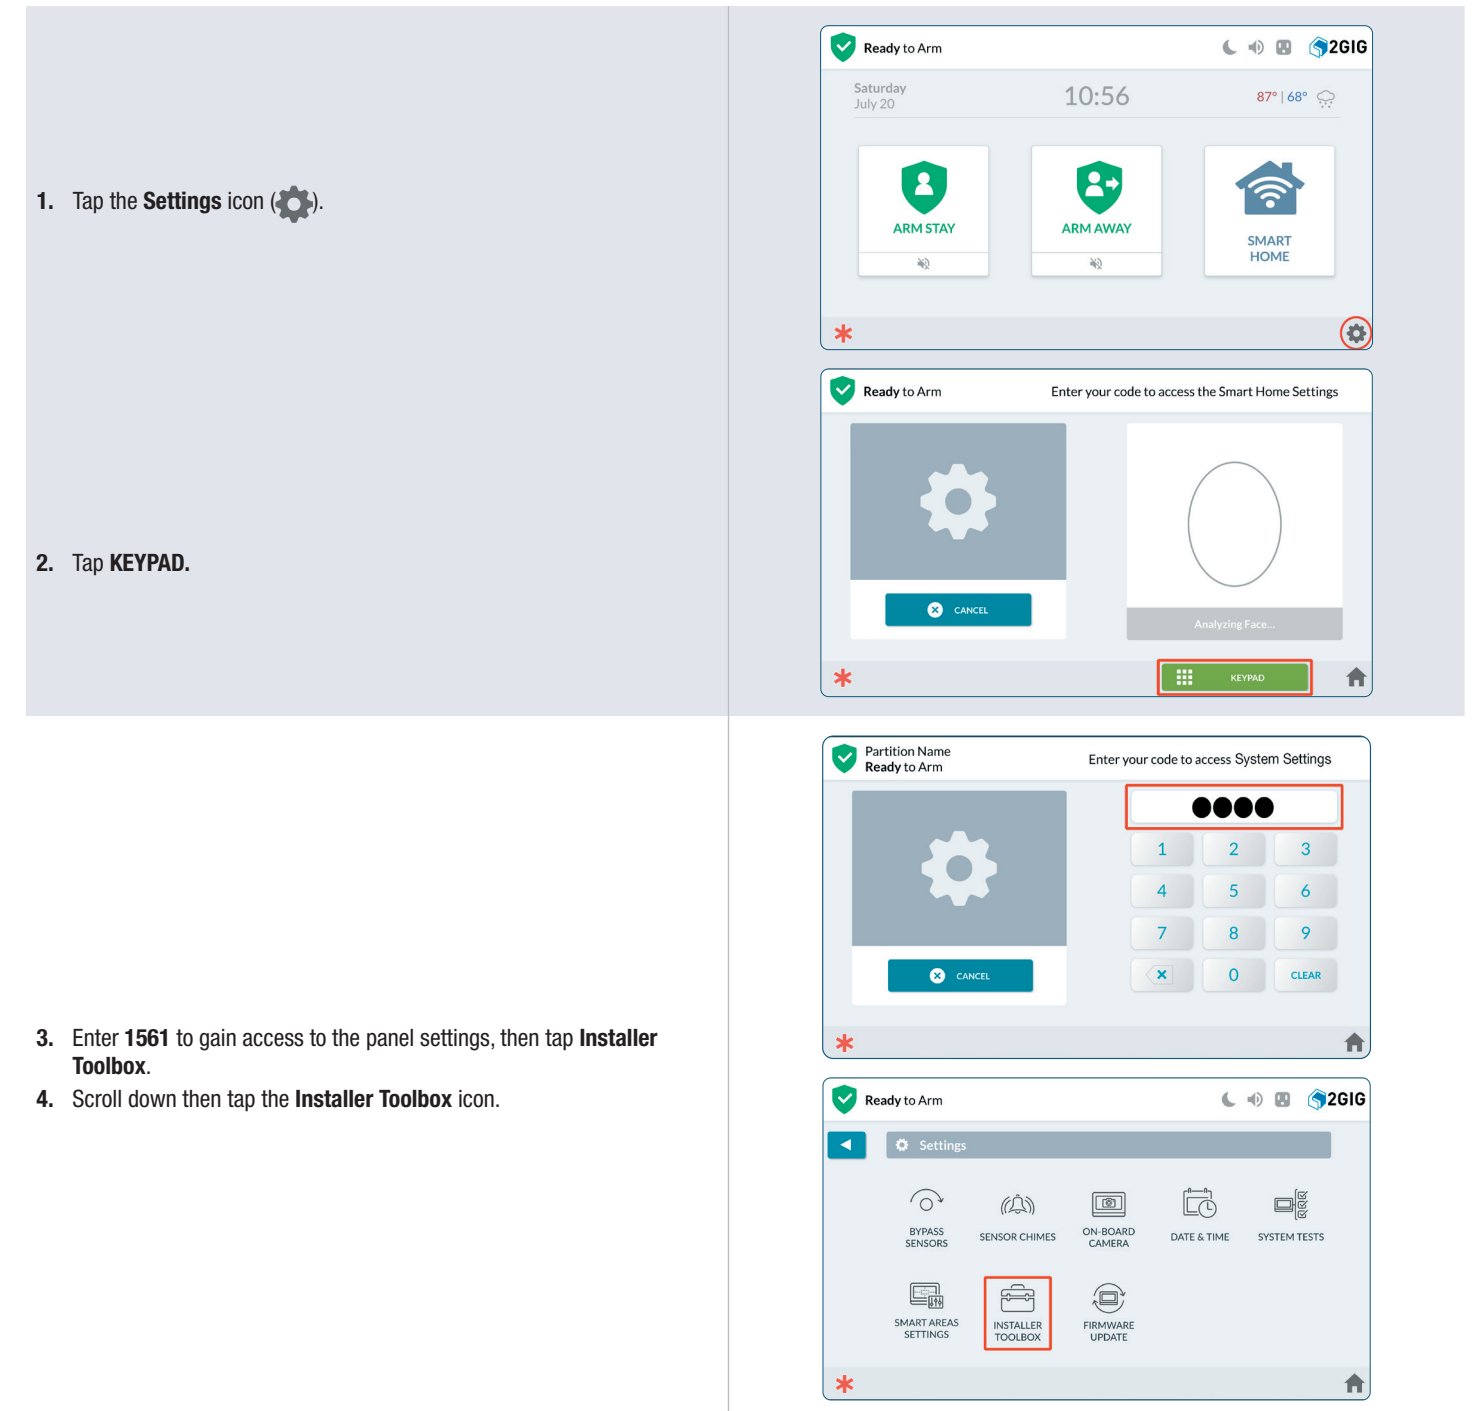 1. Tap the Settings icon ( ).
Ready to Arm
2GIG
Saturday
July 20
10:56
87° | 68°
ARM STAY
ARM AWAY
SMART
HOME
2. Tap KEYPAD.
Ready to Arm
Enter your code to access the Smart Home Settings
CANCEL
Analyzing Face...
KEYPAD
3. Enter 1561 to gain access to the panel settings, then tap Installer
Toolbox.
4. Scroll down then tap the Installer Toolbox icon.
Partition Name
Ready to Arm
Enter your code to access System Settings
1 2 3
4 5 6
7 8 9
0 CLEAR
CANCEL
Ready to Arm
2GIG
Settings
BYPASS
SENSORS
SENSOR CHIMES
ON-BOARD
CAMERA
DATE & TIME
SYSTEM TESTS
SMART AREAS
SETTINGS
INSTALLER
TOOLBOX
FIRMWARE
UPDATE